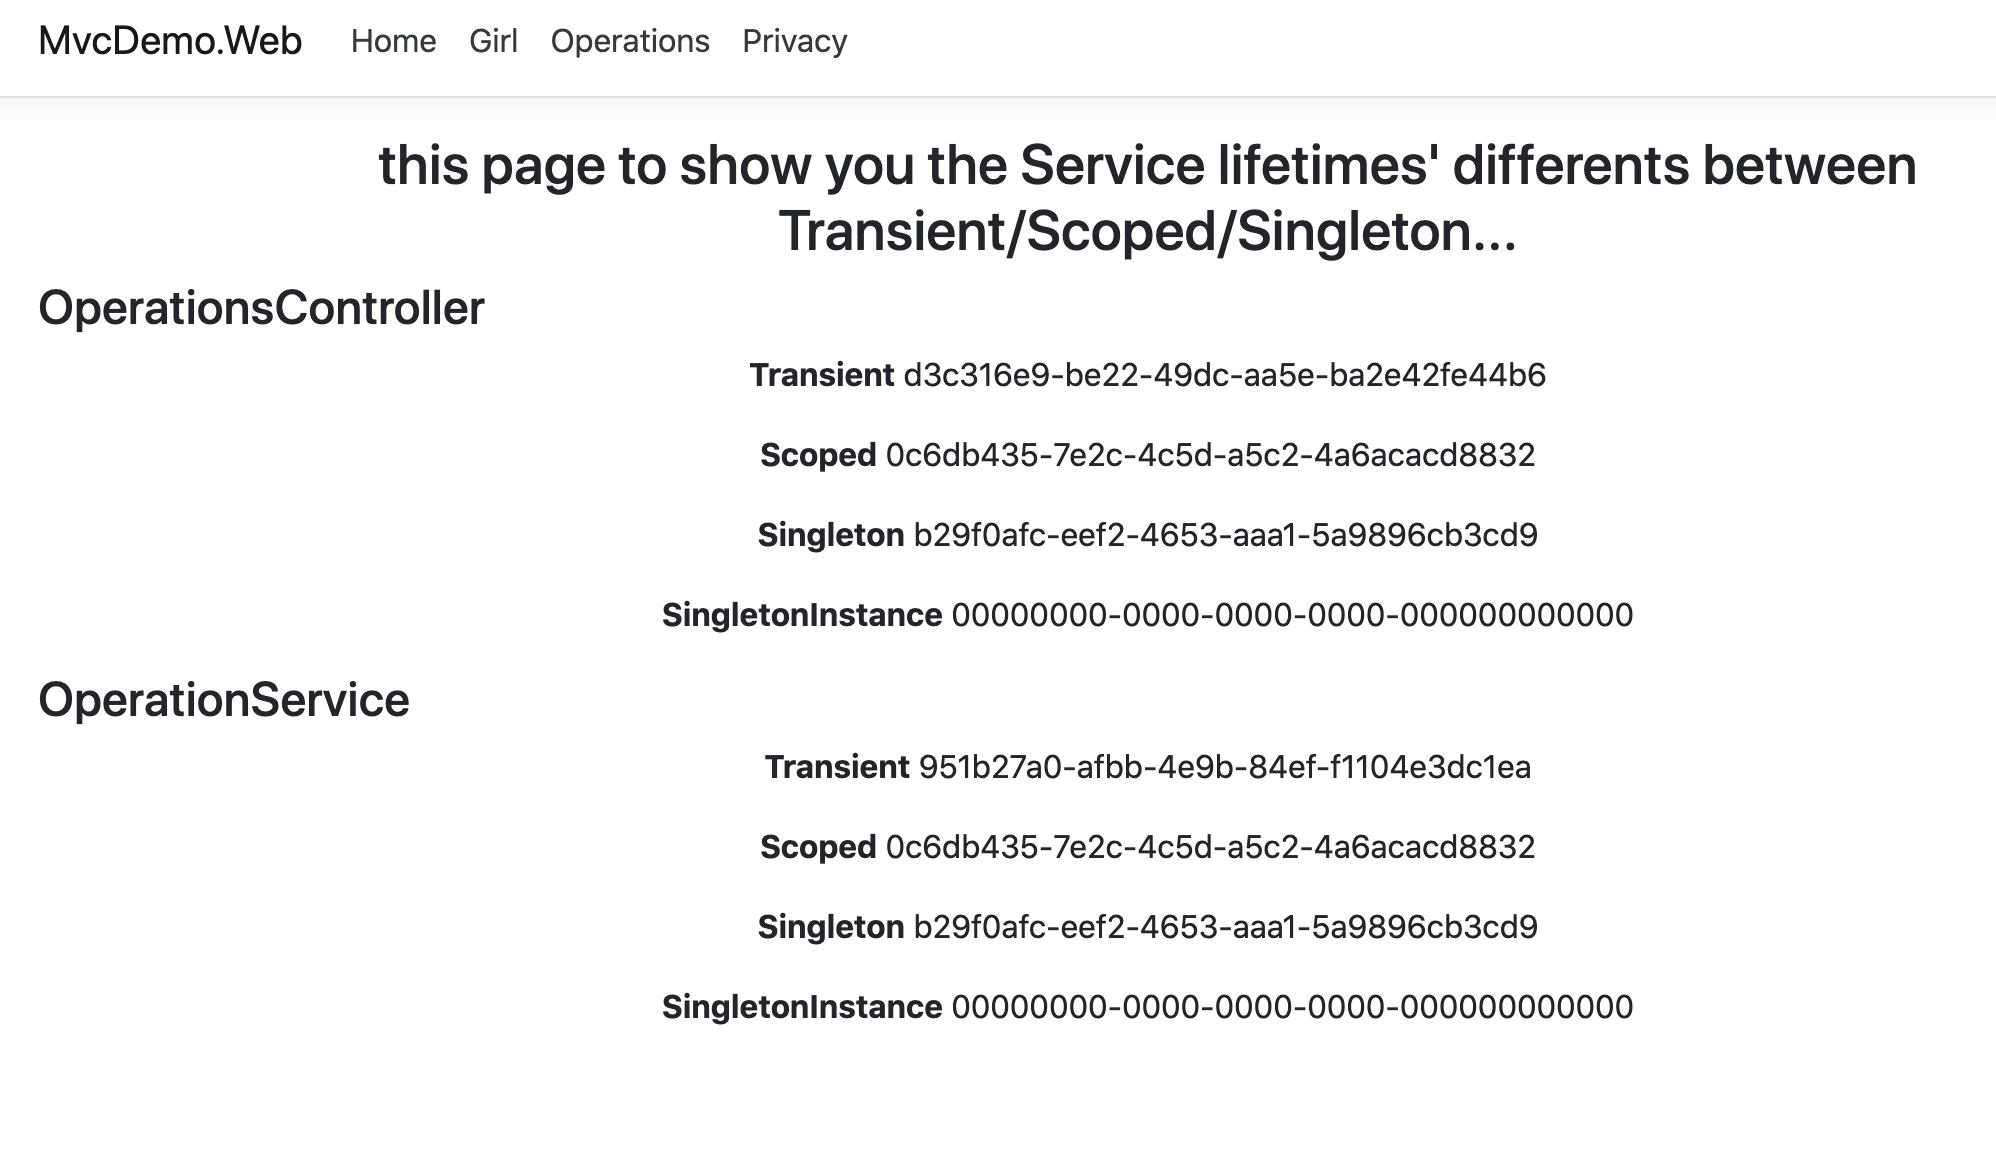 MvcDemo.Web Home Girl Operations Privacy
this page to show you the Service lifetimes' differents between
Transient/Scoped/Singleton...
OperationsController
Transient d3c316e9-be22-49dc-aa5e-ba2e42fe44b6
Scoped 0c6db435-7e2c-4c5d-a5c2-4a6acacd8832
Singleton b29f0afc-eef2-4653-aaa1-5a9896cb3cd9
SingletonInstance 00000000-0000-0000-0000-000000000000
OperationService
Transient 951b27a0-afbb-4e9b-84ef-f1104e3dc1ea
Scoped 0c6db435-7e2c-4c5d-a5c2-4a6acacd8832
Singleton b29f0afc-eef2-4653-aaa1-5a9896cb3cd9
SingletonInstance 00000000-0000-0000-0000-000000000000